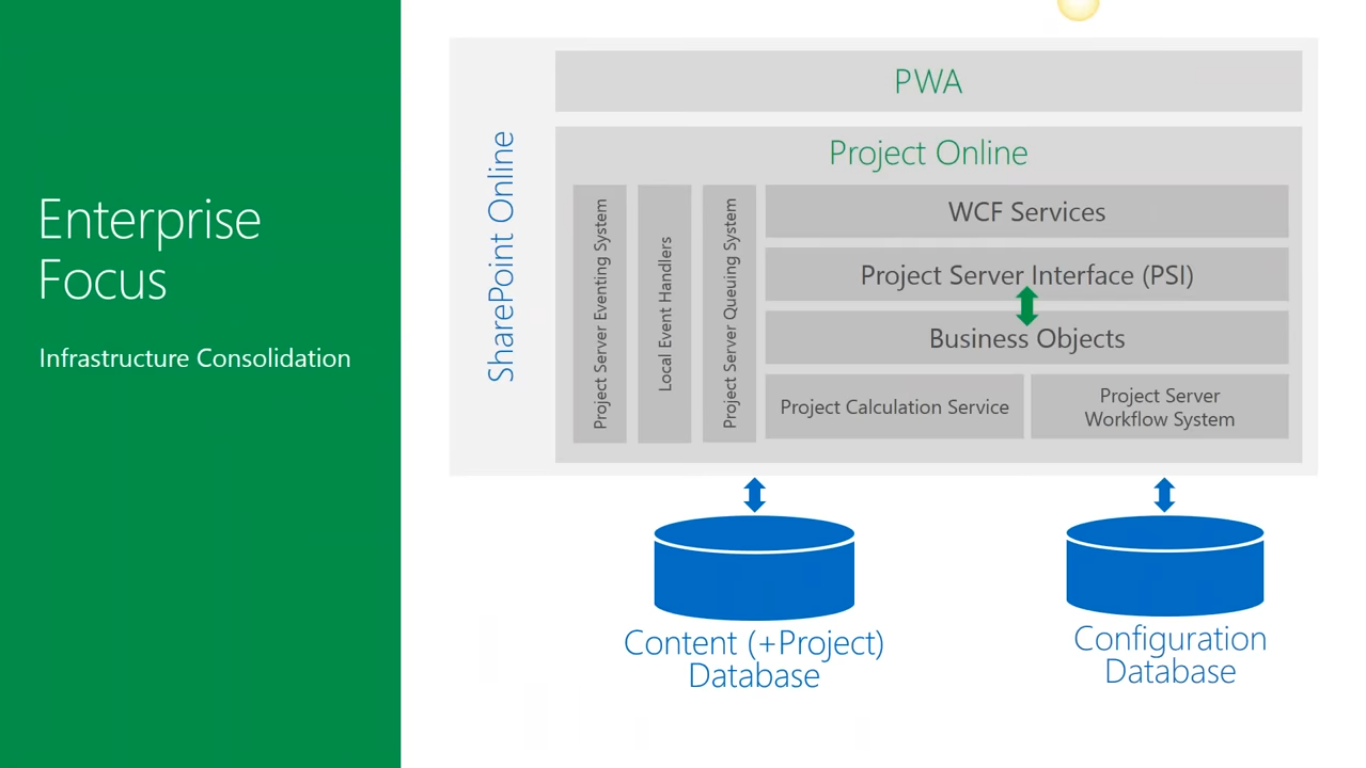 Enterprise
Focus
Infrastructure Consolidation
SharePoint Online
PWA
Project Online
Project Server Eventing System
Local Event Handlers
Project Server Queuing System
WCF Services
Project Server Interface (PSI)
Business Objects
Project Calculation Service
Project Server
Workflow System
Content (+Project)
Database
Configuration
Database